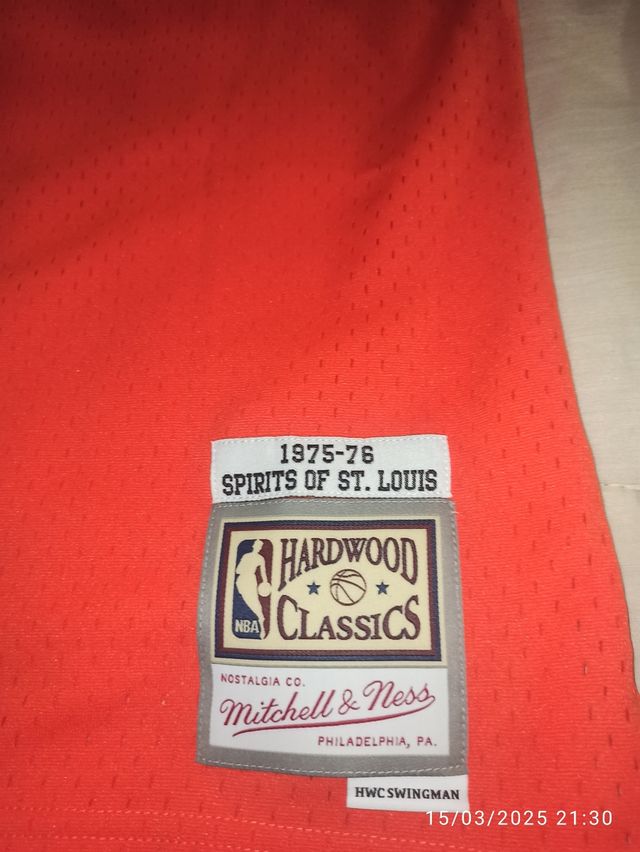 1975-76
SPIRITS OF ST. LOUIS
HARDWOOD
CLASSICS
NBA
NOSTALGIA CO.
Mitchell & Ness
PHILADELPHIA, PA.
HWC SWINGMAN
15/03/2025 21:30